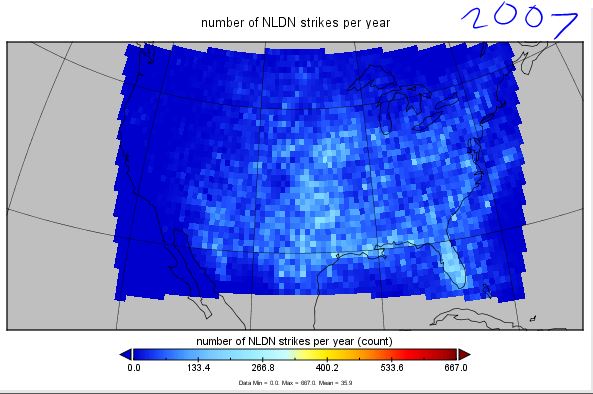 number of NLDN strikes per year
2007
number of NLDN strikes per year (count)
0.0 133.4 266.8 400.2 533.6 667.0
Data Min = 0.0. Max = 667.0. Mean = 35.9